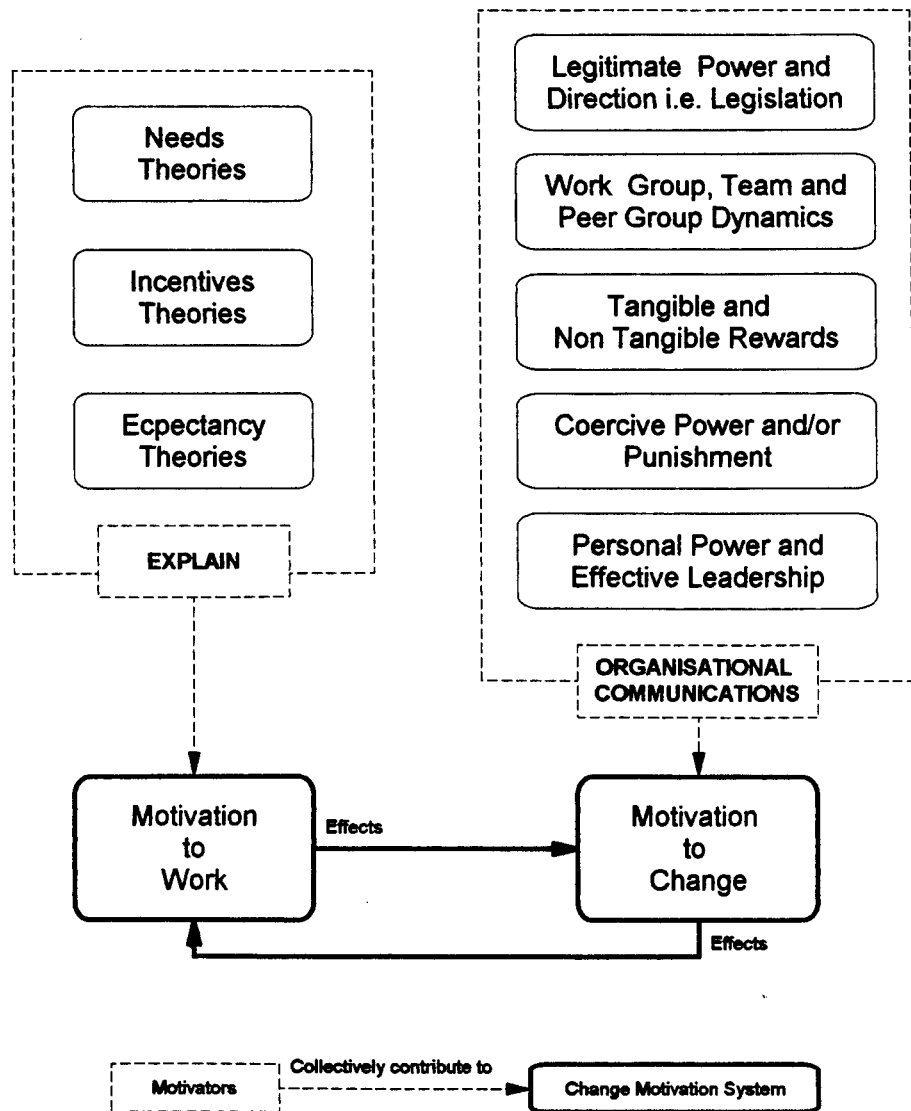 Needs
Theories
Incentives
Theories
Ecpectancy
Theories
EXPLAIN
Legitimate Power and
Direction i.e. Legislation
Work Group, Team and
Peer Group Dynamics
Tangible and
Non Tangible Rewards
Coercive Power and/or
Punishment
Personal Power and
Effective Leadership
ORGANISATIONAL
COMMUNICATIONS
Motivation
to
Work
Effects
Motivation
to
Change
Effects
Motivators
Collectively contribute to
Change Motivation System